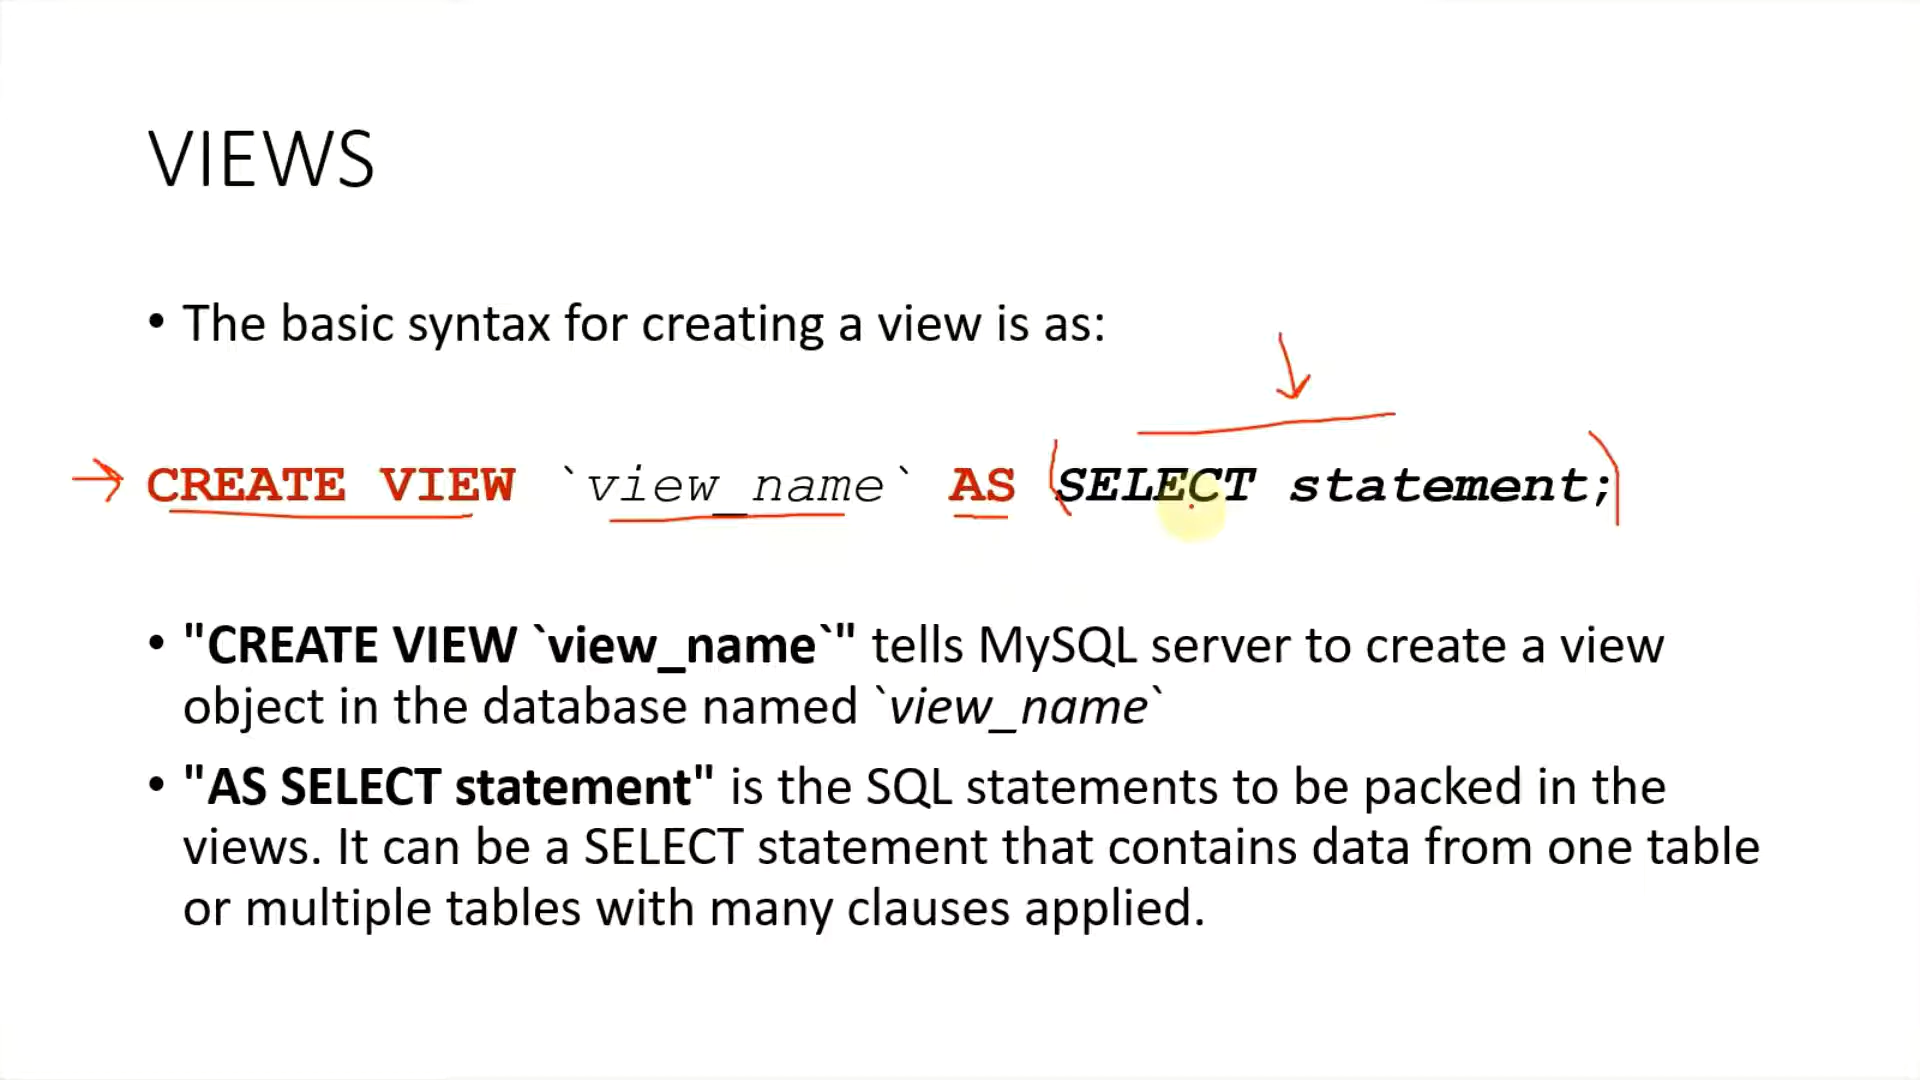 VIEWS
• The basic syntax for creating a view is as:
CREATE VIEW `view_name` AS SELECT statement;
• "CREATE VIEW `view_name`" tells MySQL server to create a view
object in the database named `view_name`
• "AS SELECT statement" is the SQL statements to be packed in the
views. It can be a SELECT statement that contains data from one table
or multiple tables with many clauses applied.